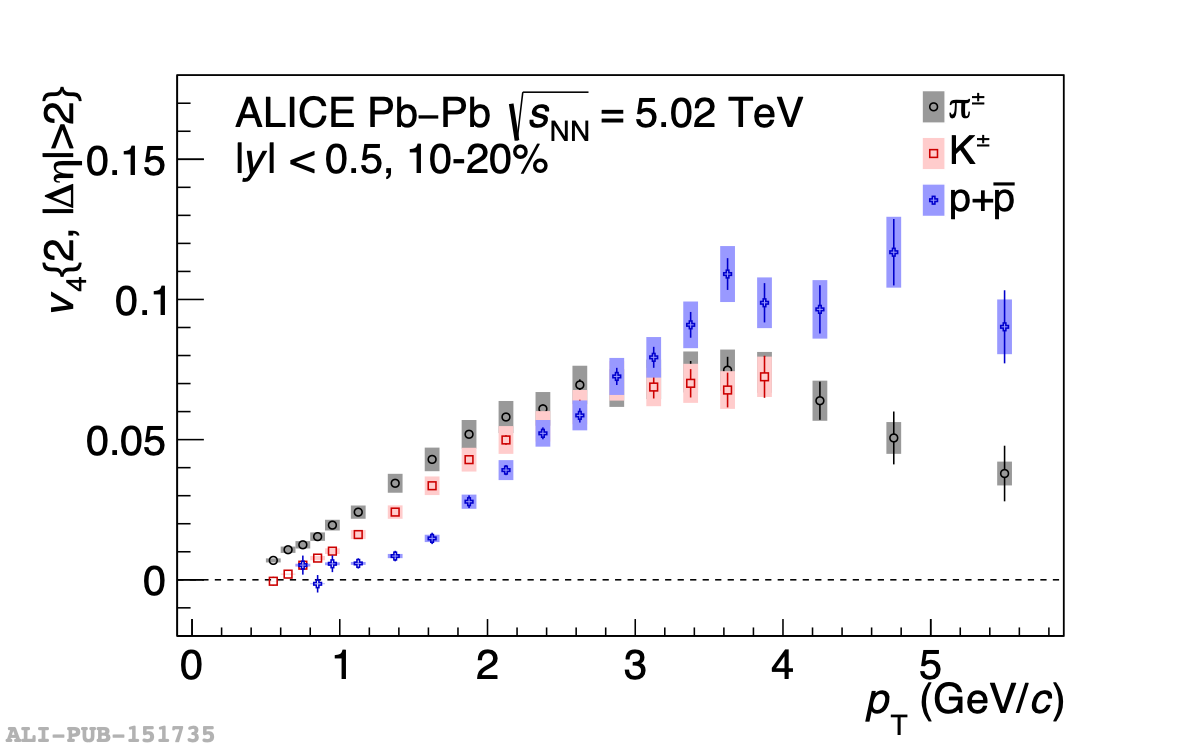 ALICE Pb−Pb √sNN = 5.02 TeV
|y| < 0.5, 10-20%
π±
K±
p+p̅
v4{2, |Δη|>2}
0.15
0.1
0.05
0
0 1 2 3 4 5
pT (GeV/c)
ALI-PUB-151735